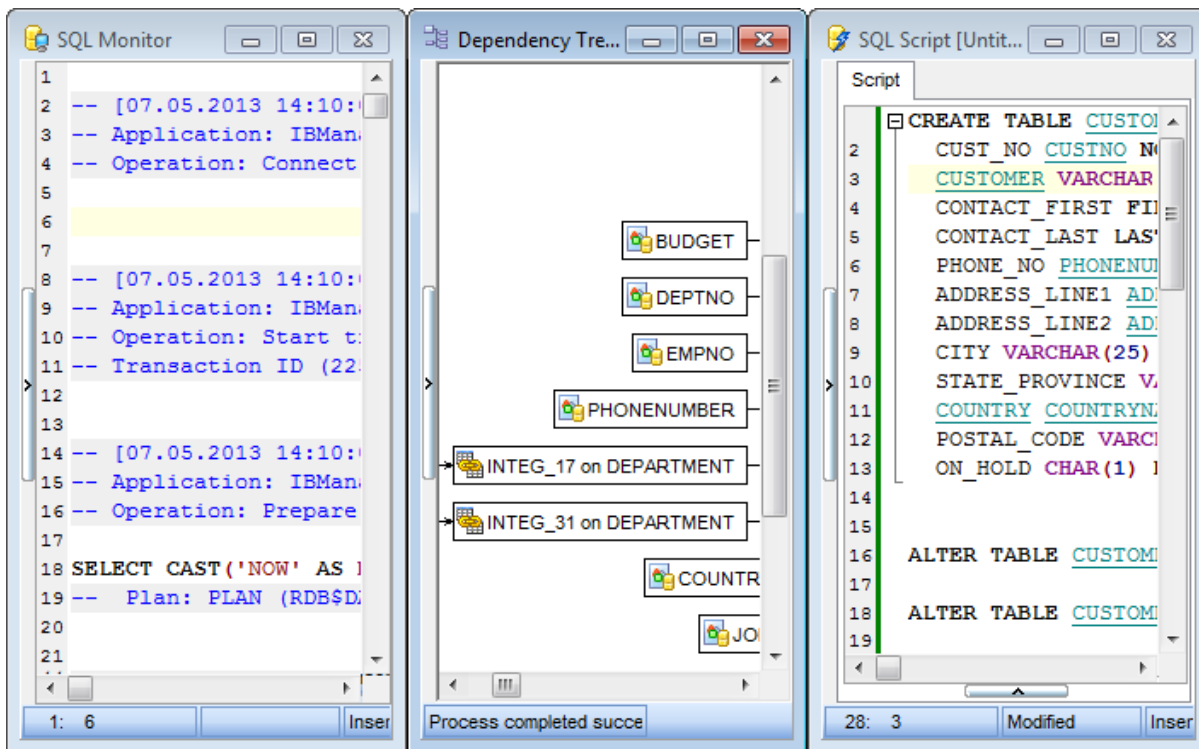 SQL Monitor
1
2 -- [07.05.2013 14:10:
3 -- Application: IBMan
4 -- Operation: Connect
5
6
7
8 -- [07.05.2013 14:10:
9 -- Application: IBMan
10 -- Operation: Start t
11 -- Transaction ID (22
12
13
14 -- [07.05.2013 14:10:
15 -- Application: IBMan
16 -- Operation: Prepare
17
18 SELECT CAST('NOW' AS
19 -- Plan: PLAN (RDB$D
20
21
1: 6 Inser
Dependency Tre...
BUDGET
DEPTNO
EMPNO
PHONENUMBER
INTEG_17 on DEPARTMENT
INTEG_31 on DEPARTMENT
COUNTR
JO
Process completed succe
SQL Script [Untit...
Script
CREATE TABLE CUSTOM
2 CUST_NO CUSTNO N
3 CUSTOMER VARCHAR
4 CONTACT_FIRST FI
5 CONTACT_LAST LAS
6 PHONE_NO PHONENU
7 ADDRESS_LINE1 AD
8 ADDRESS_LINE2 AD
9 CITY VARCHAR(25)
10 STATE_PROVINCE V
11 COUNTRY COUNTRYN
12 POSTAL_CODE VARC
13 ON_HOLD CHAR(1)
14
15
16 ALTER TABLE CUSTOM
17
18 ALTER TABLE CUSTOM
19
28: 3 Modified Inser